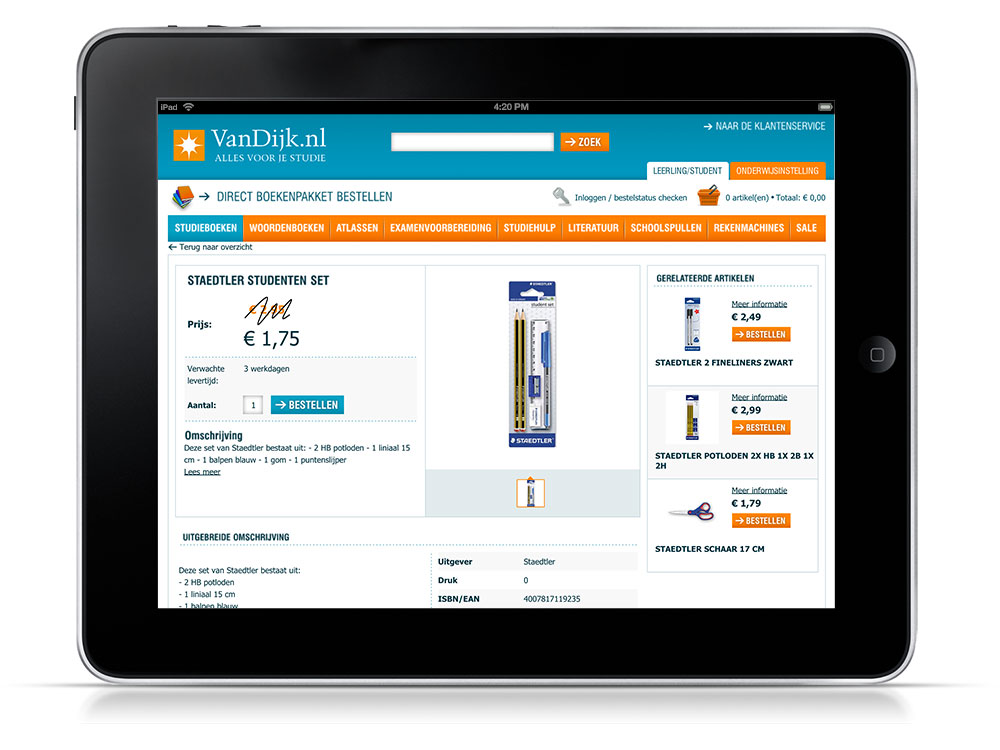 iPad
4:20 PM
VanDijk.nl
ALLES VOOR JE STUDIE
ZOEK
→ NAAR DE KLANTENSERVICE
LEERLING/STUDENT
ONDERWIJSINSTELLING
→ DIRECT BOEKENPAKKET BESTELLEN
Inloggen / bestelstatus checken
0 artikel(en) • Totaal: € 0,00
STUDIEBOEKEN WOORDENBOEKEN ATLASSEN EXAMENVOORBEREIDING STUDIEHULP LITERATUUR SCHOOLSPULLEN REKENMACHINES SALE
← Terug naar overzicht
STAEDTLER STUDENTEN SET
Prijs:
€ 1,75
Verwachte levertijd:
3 werkdagen
Aantal:
1
→ BESTELLEN
Omschrijving
Deze set van Staedtler bestaat uit: - 2 HB potloden - 1 liniaal 15
cm - 1 balpen blauw - 1 gom - 1 puntenslijper
Lees meer
STAEDTLER
student set
STAEDTLER
GERELATEERDE ARTIKELEN
Meer informatie
€ 2,49
→ BESTELLEN
STAEDTLER 2 FINELINERS ZWART
Meer informatie
€ 2,99
→ BESTELLEN
STAEDTLER POTLODEN 2X HB 1X 2B 1X
2H
Meer informatie
€ 1,79
→ BESTELLEN
STAEDTLER SCHAAR 17 CM
UITGEBREIDE OMSCHRIJVING
Deze set van Staedtler bestaat uit:
- 2 HB potloden
- 1 liniaal 15 cm
- 1 balpen blauw
Uitgever Staedtler
Druk 0
ISBN/EAN 4007817119235